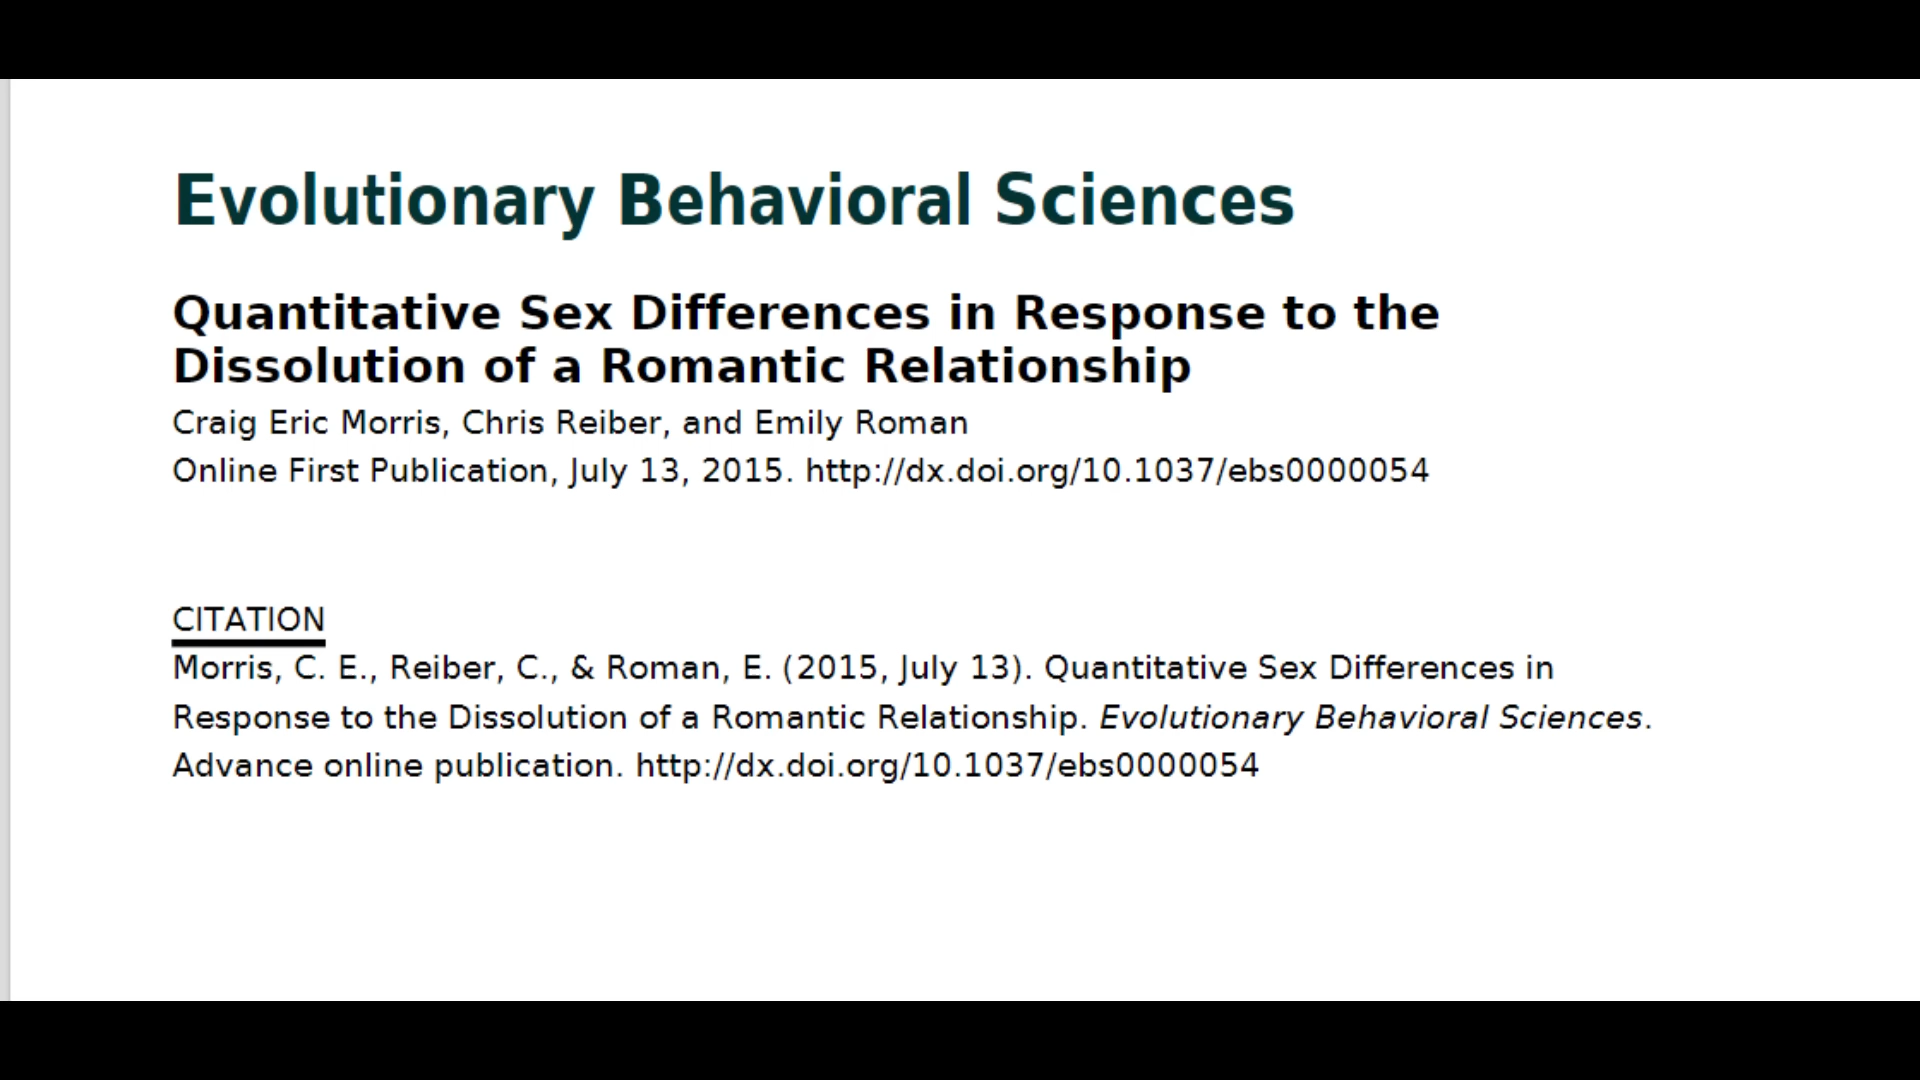 Evolutionary Behavioral Sciences
Quantitative Sex Differences in Response to the
Dissolution of a Romantic Relationship
Craig Eric Morris, Chris Reiber, and Emily Roman
Online First Publication, July 13, 2015. http://dx.doi.org/10.1037/ebs0000054
CITATION
Morris, C. E., Reiber, C., & Roman, E. (2015, July 13). Quantitative Sex Differences in
Response to the Dissolution of a Romantic Relationship. Evolutionary Behavioral Sciences.
Advance online publication. http://dx.doi.org/10.1037/ebs0000054